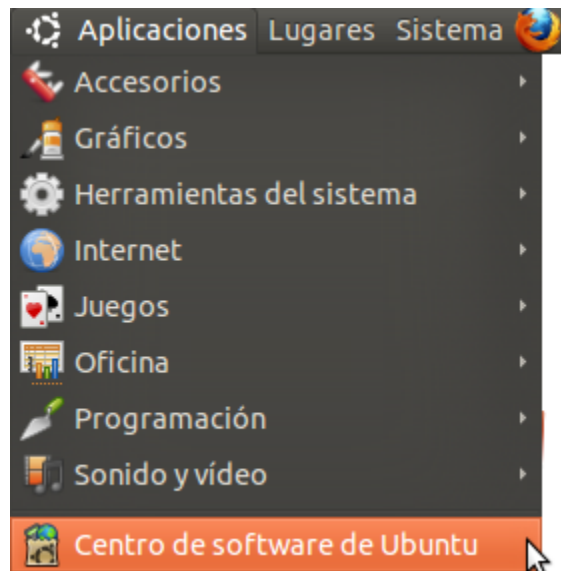 Aplicaciones Lugares Sistema
Accesorios
Gráficos
Herramientas del sistema
Internet
Juegos
Oficina
Programación
Sonido y vídeo
Centro de software de Ubuntu